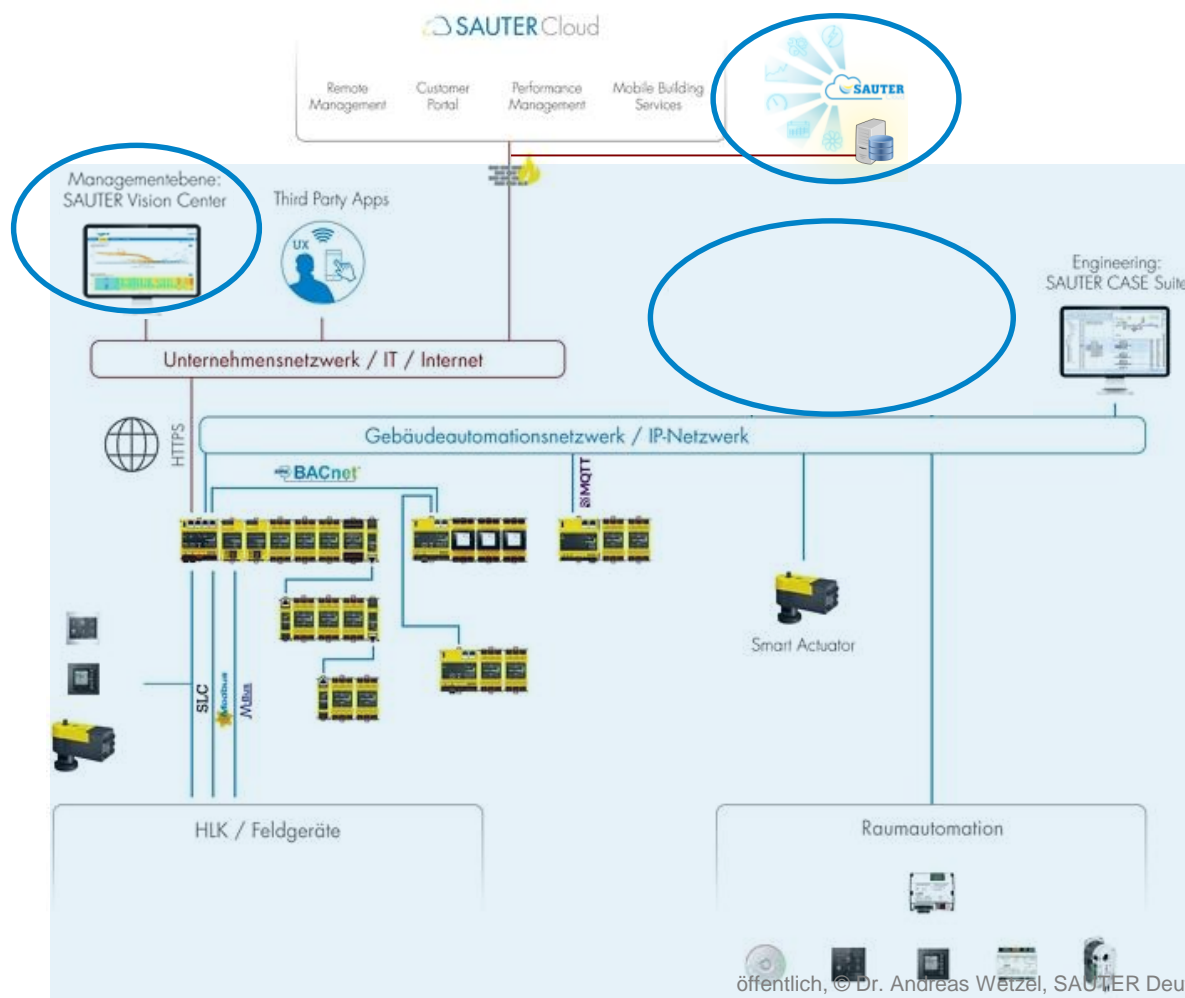 SAUTER Cloud
Remote
Management
Customer
Portal
Performance
Management
Mobile Building
Services
SAUTER
Managementebene:
SAUTER Vision Center
Third Party Apps
UX
Engineering:
SAUTER CASE Suite
Unternehmensnetzwerk / IT / Internet
HTTPS
Gebäudeautomationsnetzwerk / IP-Netzwerk
BACnet
MQTT
Smart Actuator
SLC
Modbus
M-Bus
HLK / Feldgeräte
Raumautomation
öffentlich, © Dr. Andreas Wetzel, SAUTER Deu